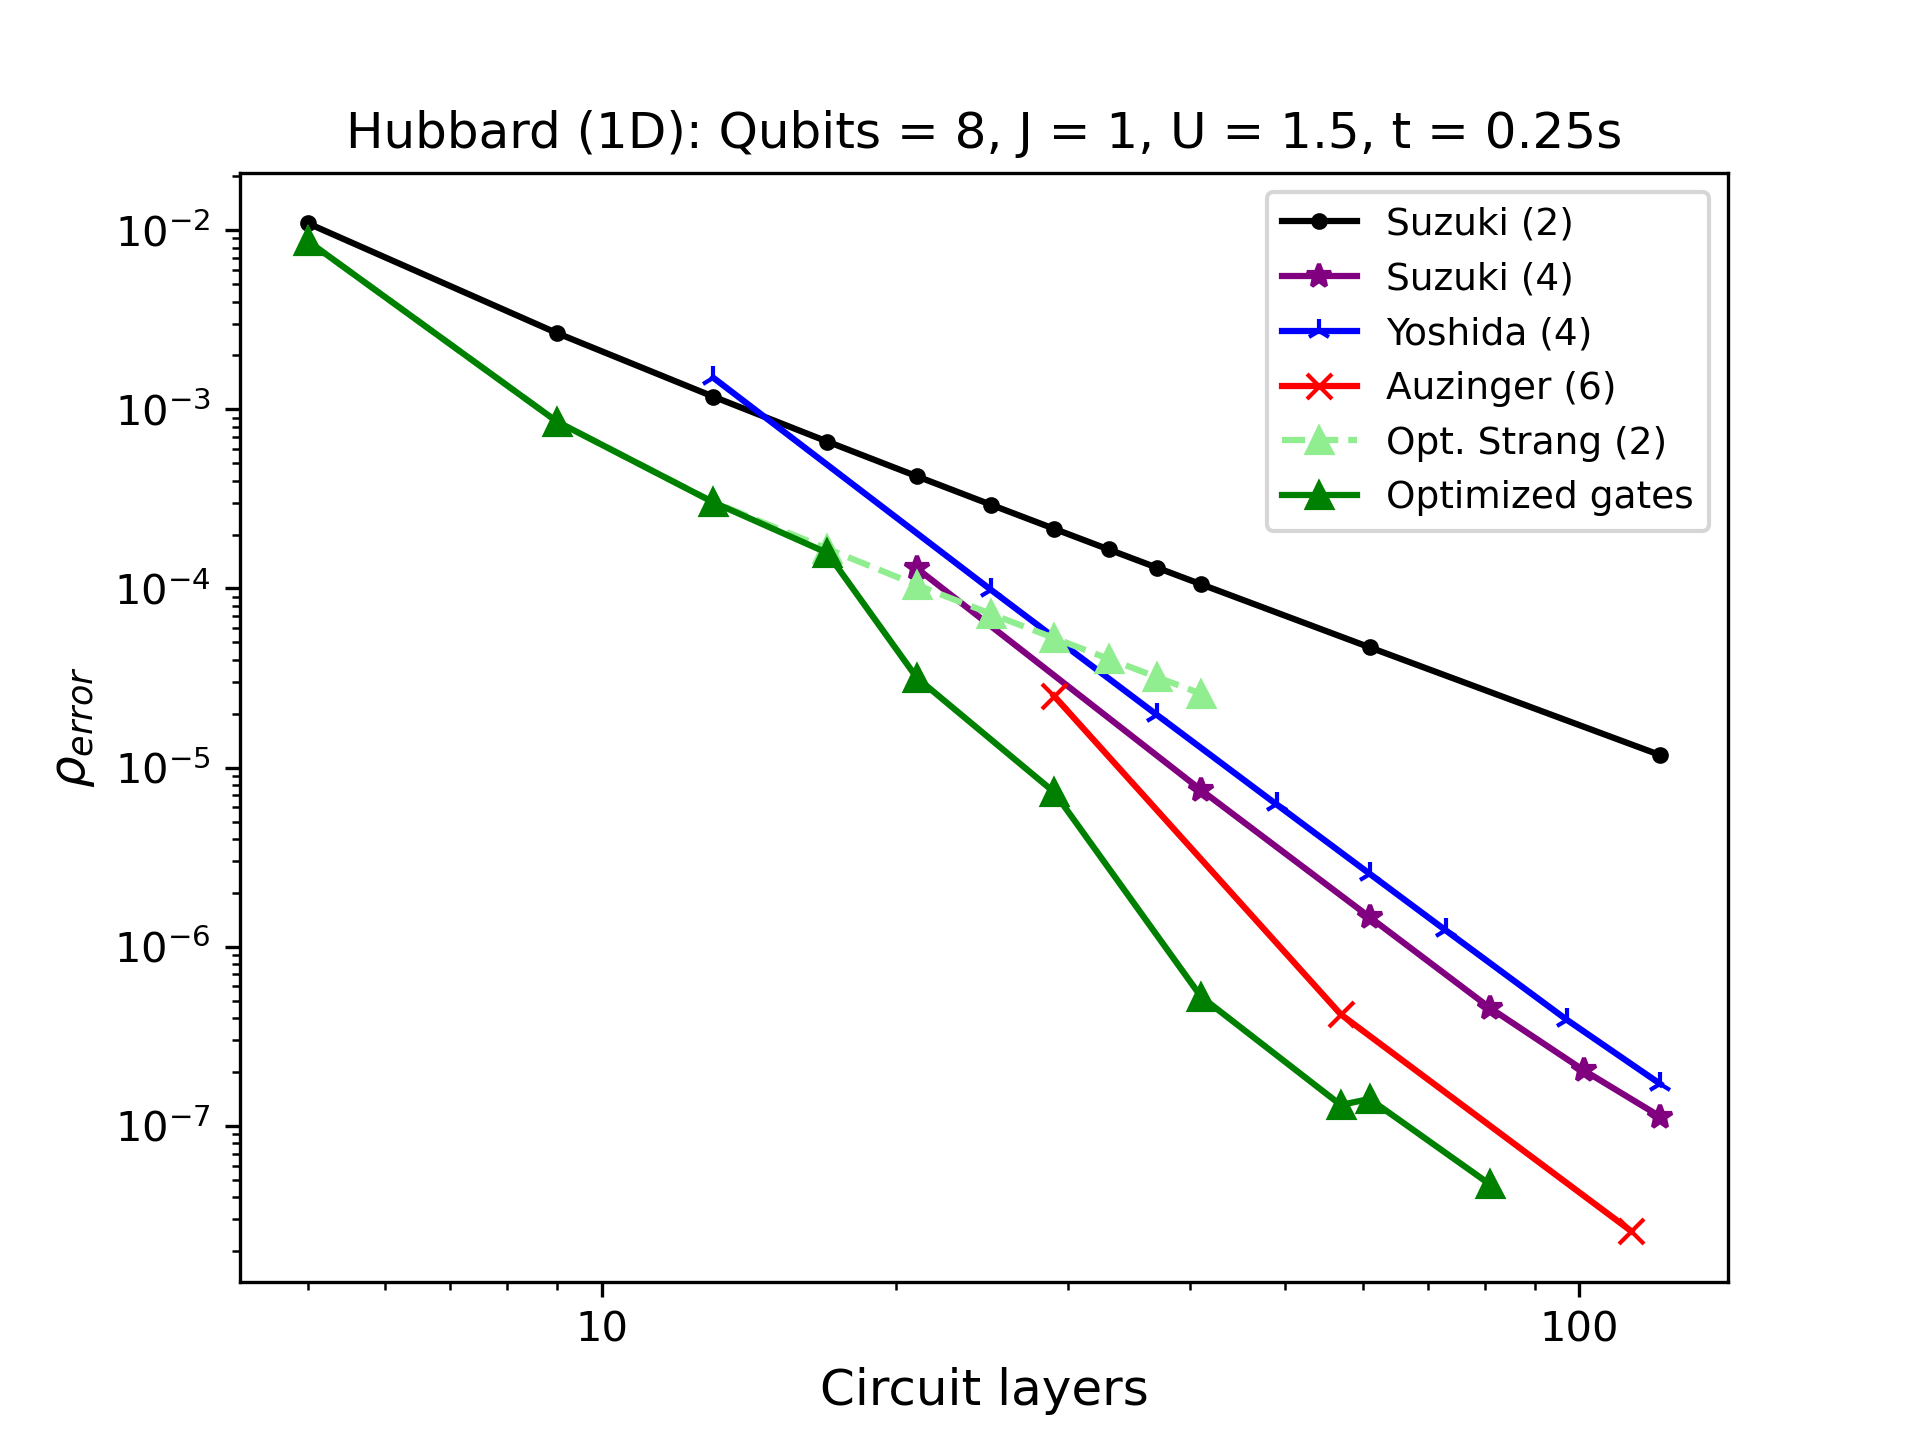 Hubbard (1D): Qubits = 8, J = 1, U = 1.5, t = 0.25s
Suzuki (2)
Suzuki (4)
Yoshida (4)
Auzinger (6)
Opt. Strang (2)
Optimized gates
10⁻²
10⁻³
10⁻⁴
10⁻⁵
10⁻⁶
10⁻⁷
ρerror
10 100
Circuit layers